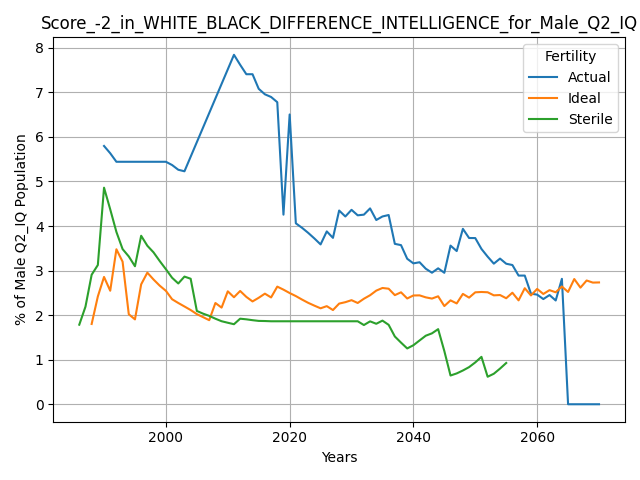 Score_-2_in_WHITE_BLACK_DIFFERENCE_INTELLIGENCE_for_Male_Q2_IQ
% of Male Q2_IQ Population
8
7
6
5
4
3
2
1
0
Fertility
Actual
Ideal
Sterile
2000
2020
2040
2060
Years